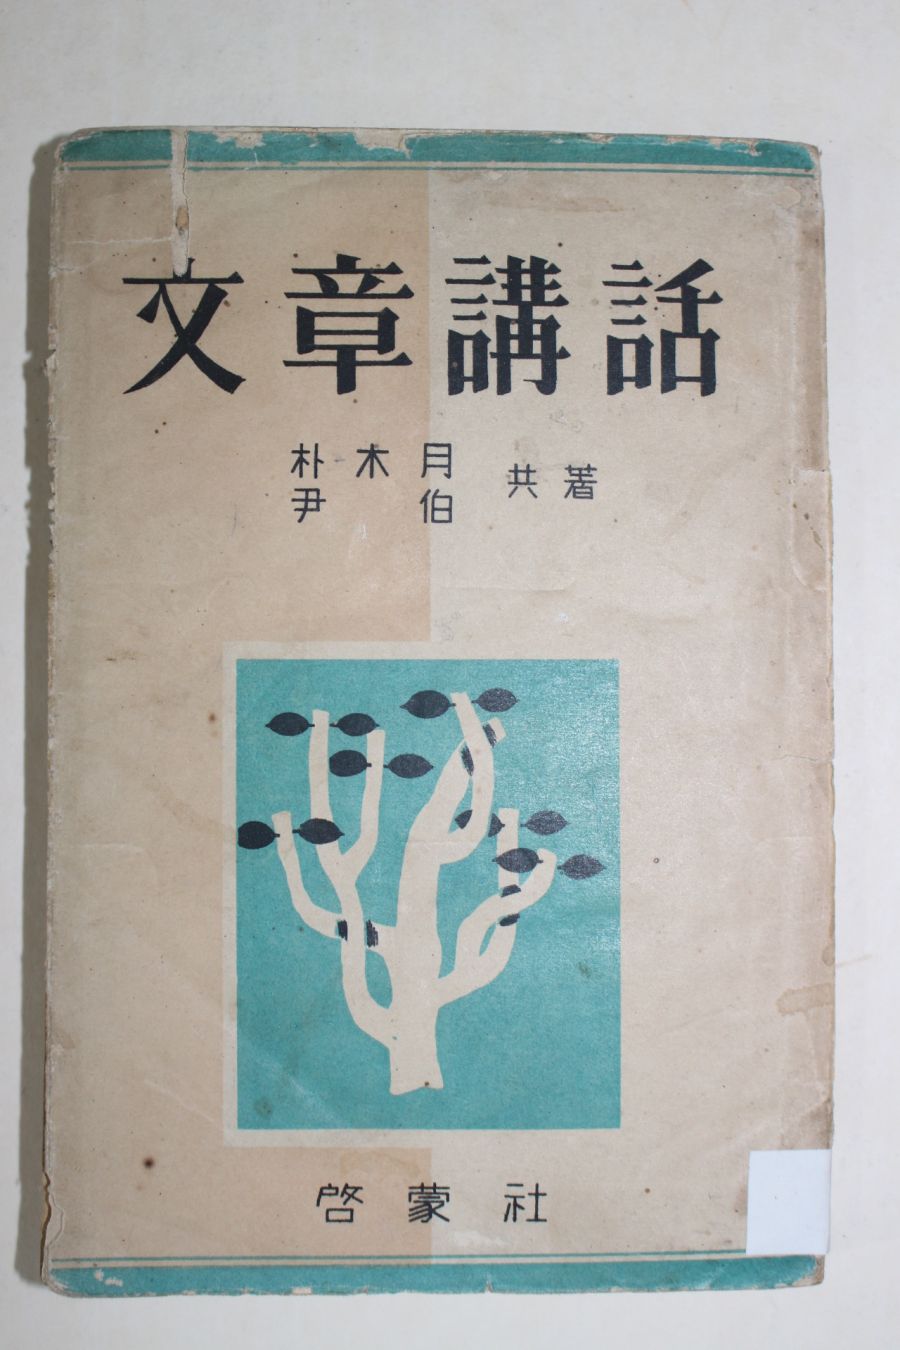 文章講話
朴木月
尹伯 共著
啓蒙社